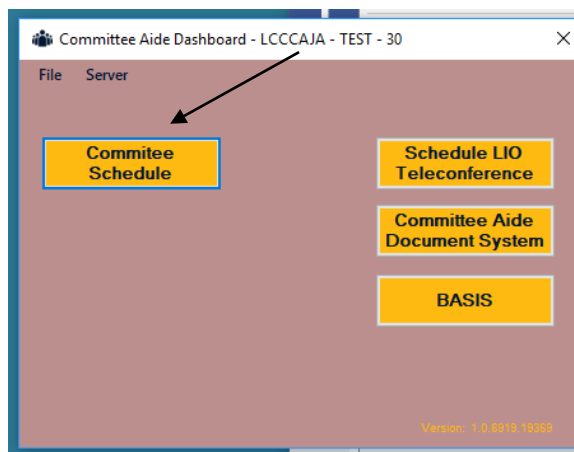 Committee Aide Dashboard - LCCCAJA - TEST - 30
File Server
Commitee
Schedule
Schedule LIO
Teleconference
Committee Aide
Document System
BASIS
Version: 1.0.6919.19369